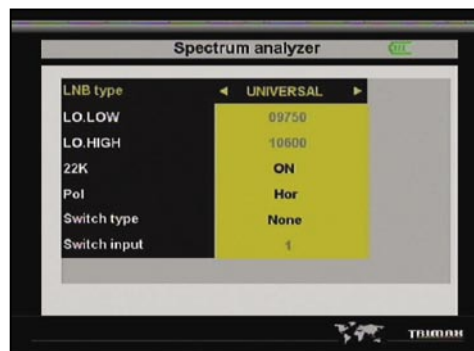 Spectrum analyzer
LNB type UNIVERSAL
LO.LOW 09750
LO.HIGH 10600
22K ON
Pol Hor
Switch type None
Switch input 1
TRIMAX